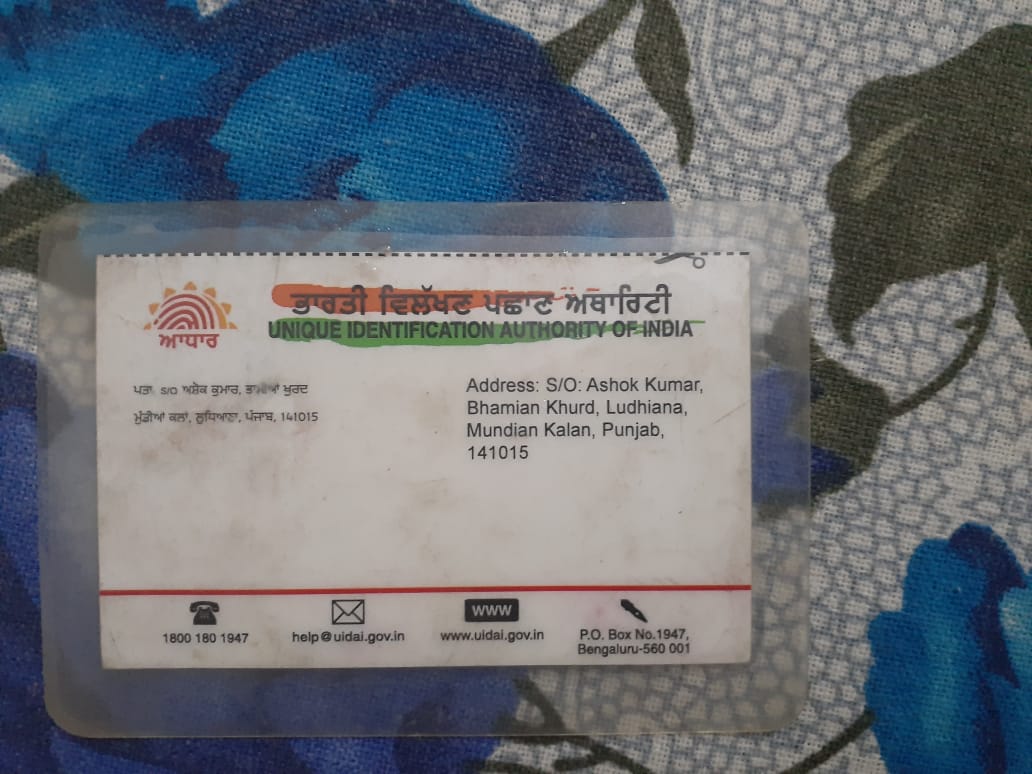 ਭਾਰਤੀ ਵਿਲੱਖਣ ਪਛਾਣ ਅਥਾਰਿਟੀ
UNIQUE IDENTIFICATION AUTHORITY OF INDIA
ਆਧਾਰ
ਪਤਾ: S/O ਅਸ਼ੋਕ ਕੁਮਾਰ, ਖੁਰਦ
ਮੁੰਡੀਆਂ ਕਲਾਂ, ਲੁਧਿਆਣਾ, ਪੰਜਾਬ, 141015
Address: S/O: Ashok Kumar,
Bhamian Khurd, Ludhiana,
Mundian Kalan, Punjab,
141015
1800 180 1947
help@uidai.gov.in
www
www.uidai.gov.in
P.O. Box No.1947,
Bengaluru-560 001